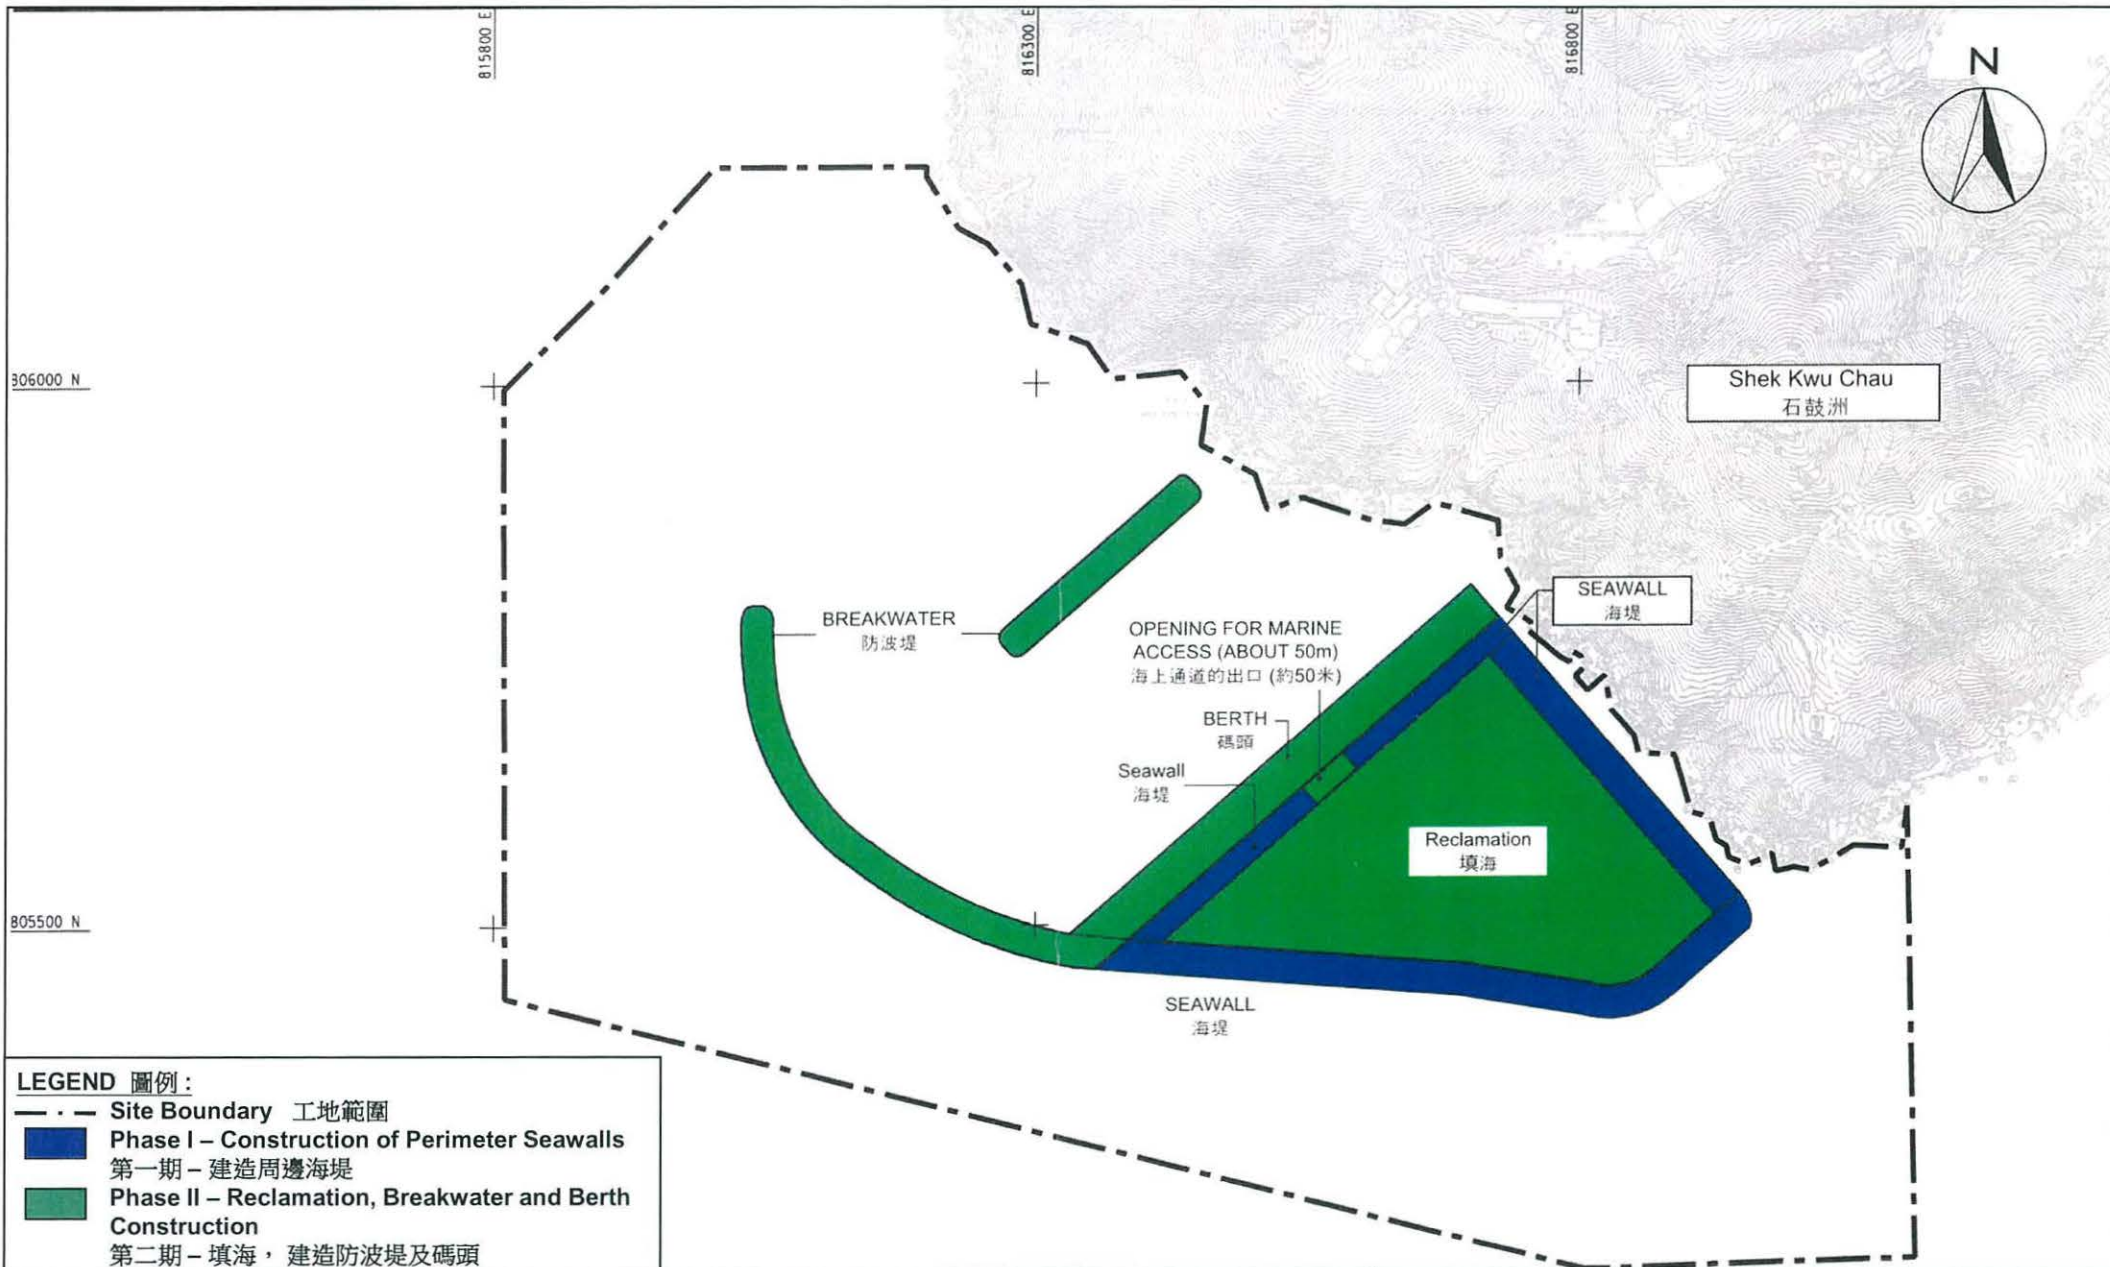 815800 E
816300 E
816800 E
N
806000 N
Shek Kwu Chau
石鼓洲
SEAWALL
海堤
BREAKWATER
防波堤
OPENING FOR MARINE
ACCESS (ABOUT 50m)
海上通道的出口 (約50米)
BERTH
碼頭
Seawall
海堤
Reclamation
填海
805500 N
SEAWALL
海堤
LEGEND 圖例 :
Site Boundary 工地範圍
Phase I – Construction of Perimeter Seawalls
第一期 – 建造周邊海堤
Phase II – Reclamation, Breakwater and Berth
Construction
第二期 – 填海， 建造防波堤及碼頭